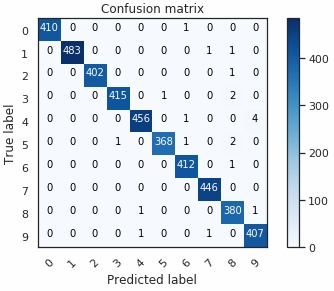 Confusion matrix
0 410 0 0 0 0 0 1 0 0 0
1 0 483 0 0 0 0 0 1 1 0
2 0 0 402 0 0 0 0 0 1 0
3 0 0 0 415 0 1 0 0 2 0
4 0 0 0 0 456 0 1 0 0 4
5 0 0 0 1 0 368 1 0 2 0
6 0 0 0 0 0 0 412 0 1 0
7 0 0 0 0 0 0 0 446 0 0
8 0 0 0 0 1 0 0 0 380 1
9 0 0 0 0 1 0 0 1 0 407
0 1 2 3 4 5 6 7 8 9
True label
Predicted label
400
300
200
100
0